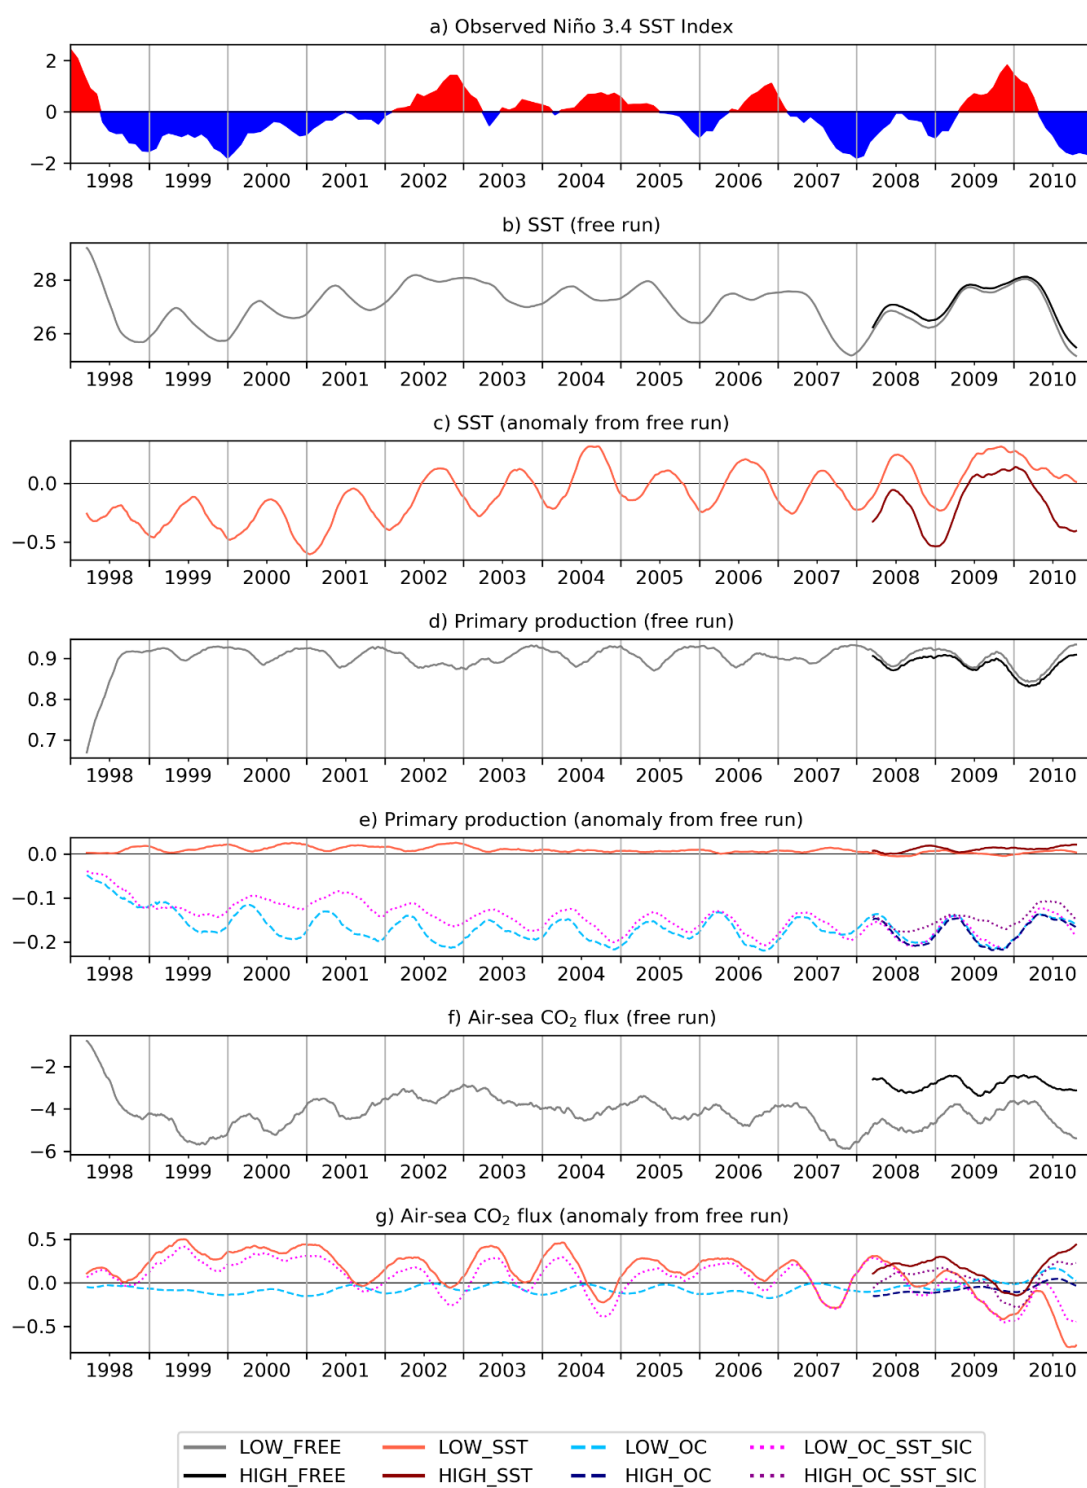 a) Observed Niño 3.4 SST Index
2
0
−2
1998 1999 2000 2001 2002 2003 2004 2005 2006 2007 2008 2009 2010
b) SST (free run)
28
26
1998 1999 2000 2001 2002 2003 2004 2005 2006 2007 2008 2009 2010
c) SST (anomaly from free run)
0.0
−0.5
1998 1999 2000 2001 2002 2003 2004 2005 2006 2007 2008 2009 2010
d) Primary production (free run)
0.9
0.8
0.7
1998 1999 2000 2001 2002 2003 2004 2005 2006 2007 2008 2009 2010
e) Primary production (anomaly from free run)
0.0
−0.1
−0.2
1998 1999 2000 2001 2002 2003 2004 2005 2006 2007 2008 2009 2010
f) Air-sea CO₂ flux (free run)
−2
−4
−6
1998 1999 2000 2001 2002 2003 2004 2005 2006 2007 2008 2009 2010
g) Air-sea CO₂ flux (anomaly from free run)
0.5
0.0
−0.5
1998 1999 2000 2001 2002 2003 2004 2005 2006 2007 2008 2009 2010
LOW_FREE LOW_SST LOW_OC LOW_OC_SST_SIC
HIGH_FREE HIGH_SST HIGH_OC HIGH_OC_SST_SIC